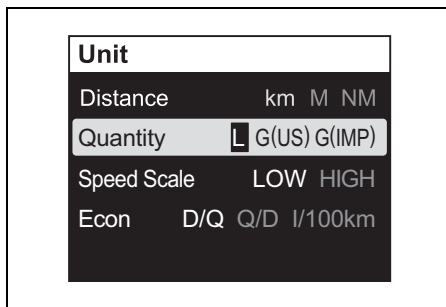 Unit
Distance km M NM
Quantity L G(US) G(IMP)
Speed Scale LOW HIGH
Econ D/Q Q/D l/100km